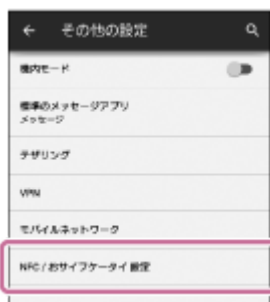 その他の設定
機内モード
標準のメッセージアプリ
メッセージ
テザリング
VPN
モバイルネットワーク
NFC / おサイフケータイ 設定